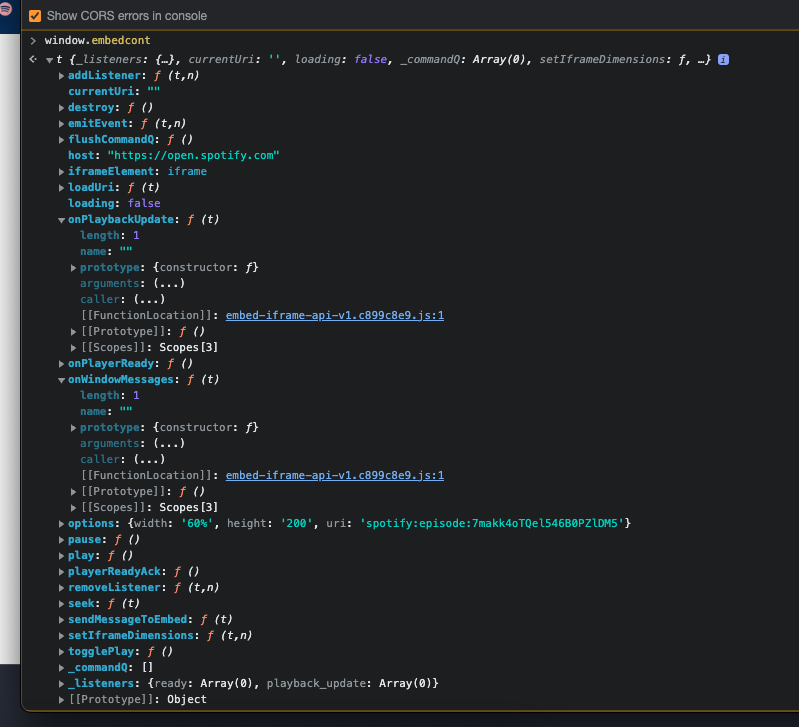 Show CORS errors in console
> window.embedcont
t {_listeners: {…}, currentUri: '', loading: false, _commandQ: Array(0), setIframeDimensions: ƒ, …} i
addListener: ƒ (t,n)
currentUri: ""
destroy: ƒ ()
emitEvent: ƒ (t,n)
flushCommandQ: ƒ ()
host: "https://open.spotify.com"
iframeElement: iframe
loadUri: ƒ (t)
loading: false
onPlaybackUpdate: ƒ (t)
length: 1
name: ""
prototype: {constructor: ƒ}
arguments: (...)
caller: (...)
[[FunctionLocation]]: embed-iframe-api-v1.c899c8e9.js:1
[[Prototype]]: ƒ ()
[[Scopes]]: Scopes[3]
onPlayerReady: ƒ ()
onWindowMessages: ƒ (t)
length: 1
name: ""
prototype: {constructor: ƒ}
arguments: (...)
caller: (...)
[[FunctionLocation]]: embed-iframe-api-v1.c899c8e9.js:1
[[Prototype]]: ƒ ()
[[Scopes]]: Scopes[3]
options: {width: '60%', height: '200', uri: 'spotify:episode:7makk4oTQel546B0PZlDM5'}
pause: ƒ ()
play: ƒ ()
playerReadyAck: ƒ ()
removeListener: ƒ (t,n)
seek: ƒ (t)
sendMessageToEmbed: ƒ (t)
setIframeDimensions: ƒ (t,n)
togglePlay: ƒ ()
_commandQ: []
_listeners: {ready: Array(0), playback_update: Array(0)}
[[Prototype]]: Object